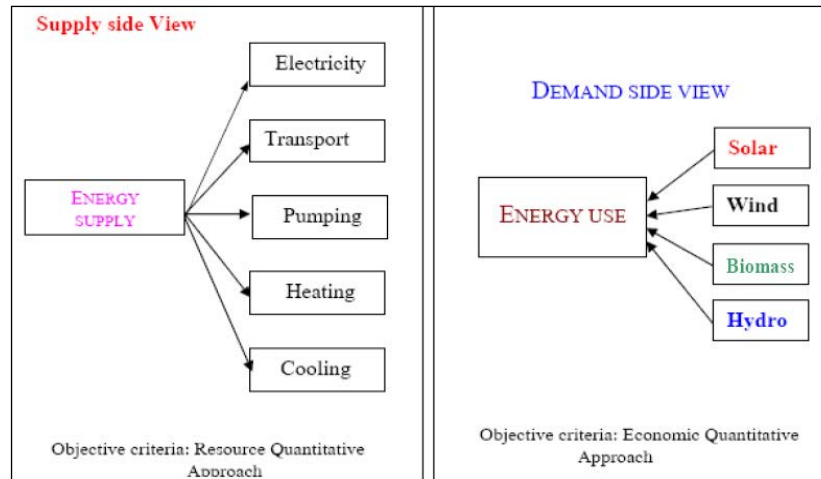 Supply side View
Electricity
Transport
ENERGY
SUPPLY
Pumping
Heating
Cooling
Objective criteria: Resource Quantitative
Approach
DEMAND SIDE VIEW
Solar
ENERGY USE
Wind
Biomass
Hydro
Objective criteria: Economic Quantitative
Approach